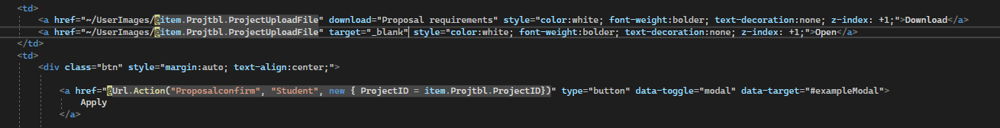 <td>
<a href="~/UserImages/@item.Projtbl.ProjectUploadFile" download="Proposal requirements" style="color:white; font-weight:bolder; text-decoration:none; z-index: +1;">Download</a>
<a href="~/UserImages/@item.Projtbl.ProjectUploadFile" target="_blank" style="color:white; font-weight:bolder; text-decoration:none; z-index: +1;">Open</a>
</td>
<td>
<div class="btn" style="margin:auto; text-align:center;">
<a href="@Url.Action("Proposalconfirm", "Student", new { ProjectID = item.Projtbl.ProjectID})" type="button" data-toggle="modal" data-target="#exampleModal">
Apply
</a>